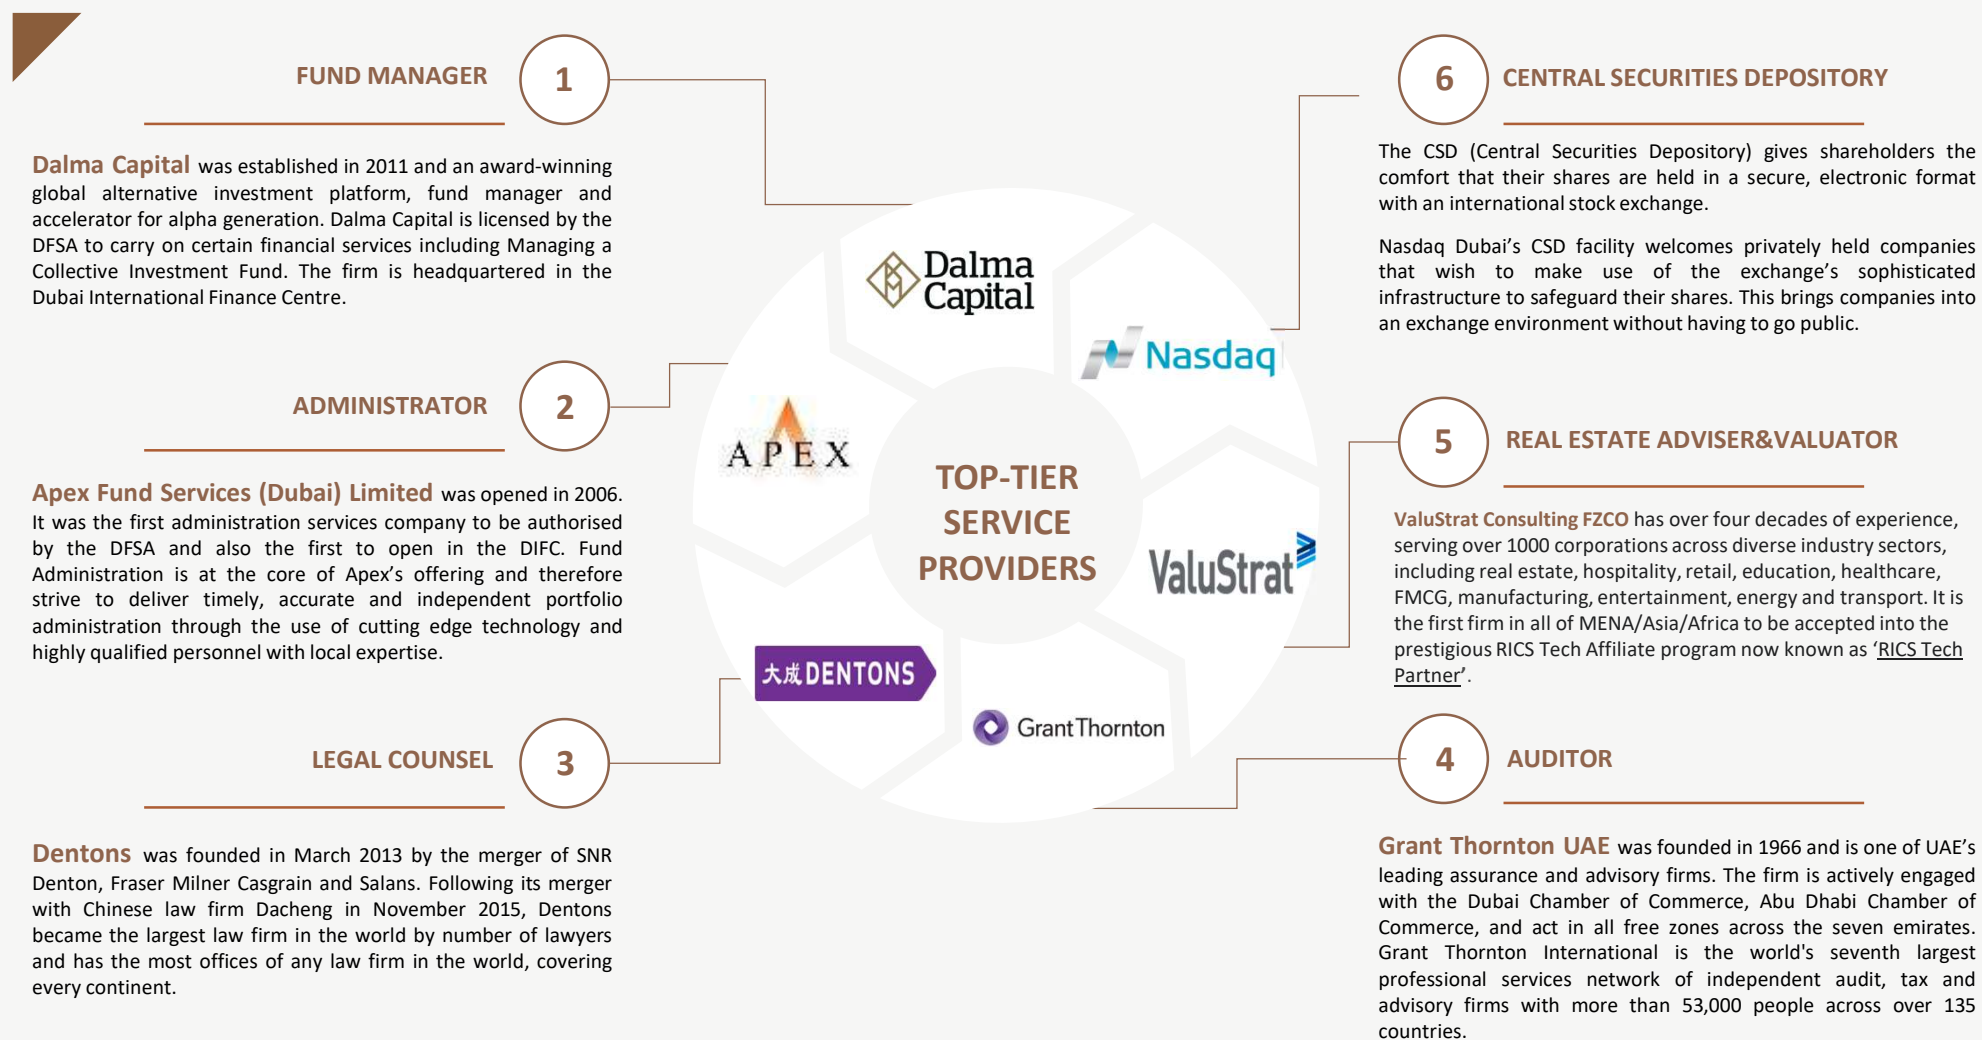 FUND MANAGER
1
Dalma Capital was established in 2011 and an award-winning
global alternative investment platform, fund manager and
accelerator for alpha generation. Dalma Capital is licensed by the
DFSA to carry on certain financial services including Managing a
Collective Investment Fund. The firm is headquartered in the
Dubai International Finance Centre.
ADMINISTRATOR
2
Apex Fund Services (Dubai) Limited was opened in 2006.
It was the first administration services company to be authorised
by the DFSA and also the first to open in the DIFC. Fund
Administration is at the core of Apex’s offering and therefore
strive to deliver timely, accurate and independent portfolio
administration through the use of cutting edge technology and
highly qualified personnel with local expertise.
LEGAL COUNSEL
3
Dentons was founded in March 2013 by the merger of SNR
Denton, Fraser Milner Casgrain and Salans. Following its merger
with Chinese law firm Dacheng in November 2015, Dentons
became the largest law firm in the world by number of lawyers
and has the most offices of any law firm in the world, covering
every continent.
Dalma
Capital
Nasdaq
APEX
TOP-TIER
SERVICE
PROVIDERS
ValuStrat
大成DENTONS
Grant Thornton
6
CENTRAL SECURITIES DEPOSITORY
The CSD (Central Securities Depository) gives shareholders the
comfort that their shares are held in a secure, electronic format
with an international stock exchange.
Nasdaq Dubai’s CSD facility welcomes privately held companies
that wish to make use of the exchange’s sophisticated
infrastructure to safeguard their shares. This brings companies into
an exchange environment without having to go public.
5
REAL ESTATE ADVISER&VALUATOR
ValuStrat Consulting FZCO has over four decades of experience,
serving over 1000 corporations across diverse industry sectors,
including real estate, hospitality, retail, education, healthcare,
FMCG, manufacturing, entertainment, energy and transport. It is
the first firm in all of MENA/Asia/Africa to be accepted into the
prestigious RICS Tech Affiliate program now known as ‘RICS Tech
Partner’.
4
AUDITOR
Grant Thornton UAE was founded in 1966 and is one of UAE’s
leading assurance and advisory firms. The firm is actively engaged
with the Dubai Chamber of Commerce, Abu Dhabi Chamber of
Commerce, and act in all free zones across the seven emirates.
Grant Thornton International is the world's seventh largest
professional services network of independent audit, tax and
advisory firms with more than 53,000 people across over 135
countries.